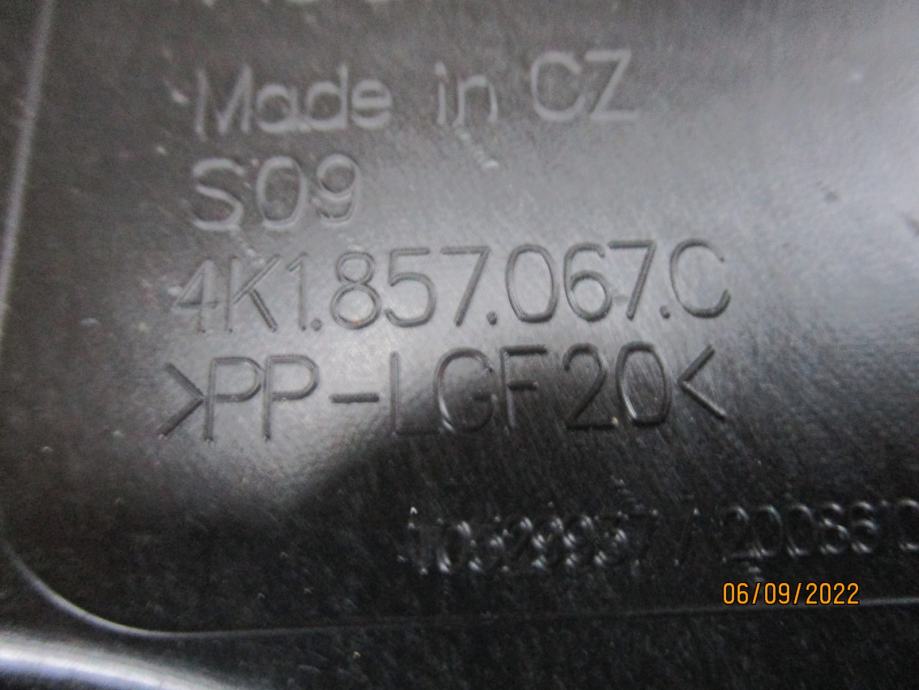 Made in CZ
S09
4K1.857.067.C
>PP-LGF20<
06/09/2022